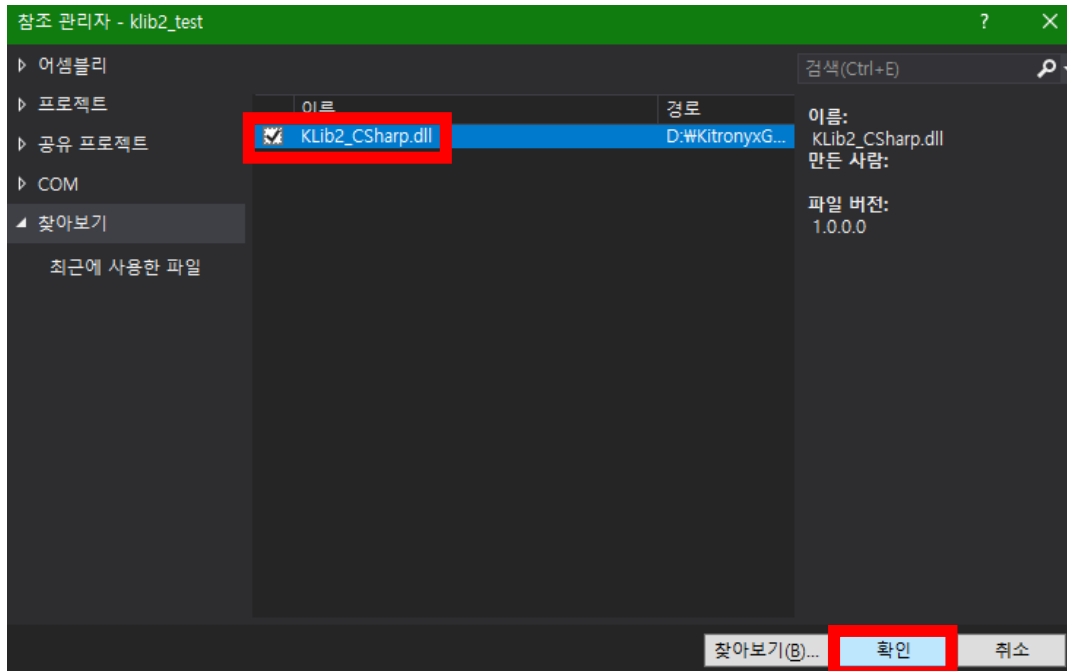 참조 관리자 - klib2_test
?
▷ 어셈블리
▷ 프로젝트
▷ 공유 프로젝트
▷ COM
◢ 찾아보기
최근에 사용한 파일
이름 경로
KLib2_CSharp.dll D:₩KitronyxG...
검색(Ctrl+E)
이름:
KLib2_CSharp.dll
만든 사람:
파일 버전:
1.0.0.0
찾아보기(B)... 확인 취소